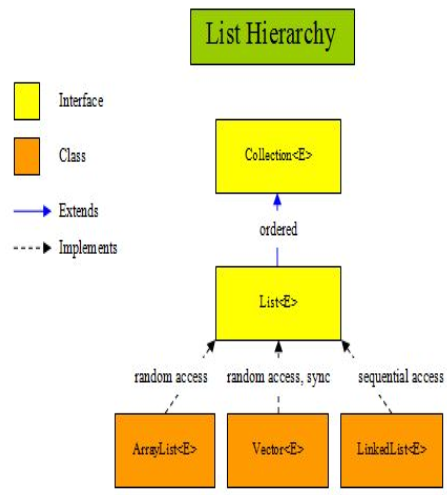 List Hierarchy
Interface
Class
Extends
Implements
Collection<E>
ordered
List<E>
random access
random access, sync
sequential access
ArrayList<E>
Vector<E>
LinkedList<E>